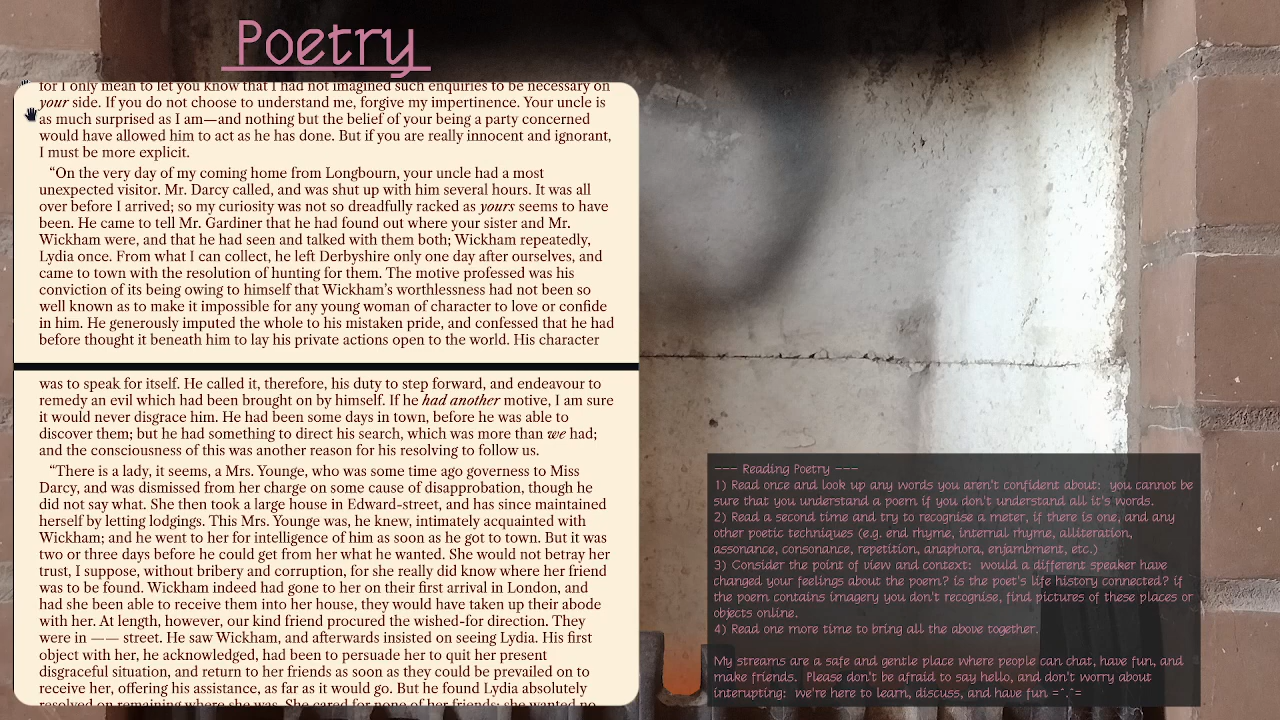 Poetry
for I only mean to let you know that I had not imagined such enquiries to be necessary on
your side. If you do not choose to understand me, forgive my impertinence. Your uncle is
as much surprised as I am—and nothing but the belief of your being a party concerned
would have allowed him to act as he has done. But if you are really innocent and ignorant,
I must be more explicit.
“On the very day of my coming home from Longbourn, your uncle had a most
unexpected visitor. Mr. Darcy called, and was shut up with him several hours. It was all
over before I arrived; so my curiosity was not so dreadfully racked as yours seems to have
been. He came to tell Mr. Gardiner that he had found out where your sister and Mr.
Wickham were, and that he had seen and talked with them both; Wickham repeatedly,
Lydia once. From what I can collect, he left Derbyshire only one day after ourselves, and
came to town with the resolution of hunting for them. The motive professed was his
conviction of its being owing to himself that Wickham’s worthlessness had not been so
well known as to make it impossible for any young woman of character to love or confide
in him. He generously imputed the whole to his mistaken pride, and confessed that he had
before thought it beneath him to lay his private actions open to the world. His character
was to speak for itself. He called it, therefore, his duty to step forward, and endeavour to
remedy an evil which had been brought on by himself. If he had another motive, I am sure
it would never disgrace him. He had been some days in town, before he was able to
discover them; but he had something to direct his search, which was more than we had;
and the consciousness of this was another reason for his resolving to follow us.
“There is a lady, it seems, a Mrs. Younge, who was some time ago governess to Miss
Darcy, and was dismissed from her charge on some cause of disapprobation, though he
did not say what. She then took a large house in Edward-street, and has since maintained
herself by letting lodgings. This Mrs. Younge was, he knew, intimately acquainted with
Wickham; and he went to her for intelligence of him as soon as he got to town. But it was
two or three days before he could get from her what he wanted. She would not betray her
trust, I suppose, without bribery and corruption, for she really did know where her friend
was to be found. Wickham indeed had gone to her on their first arrival in London, and
had she been able to receive them into her house, they would have taken up their abode
with her. At length, however, our kind friend procured the wished-for direction. They
were in —— street. He saw Wickham, and afterwards insisted on seeing Lydia. His first
object with her, he acknowledged, had been to persuade her to quit her present
disgraceful situation, and return to her friends as soon as they could be prevailed on to
receive her, offering his assistance, as far as it would go. But he found Lydia absolutely
resolved on remaining where she was. She cared for none of her friends; she wanted no
--- Reading Poetry ---
1) Read once and look up any words you aren't confident about: you cannot be
sure that you understand a poem if you don't understand all it's words.
2) Read a second time and try to recognise a meter, if there is one, and any
other poetic techniques (e.g. end rhyme, internal rhyme, alliteration,
assonance, consonance, repetition, anaphora, enjambment, etc.)
3) Consider the point of view and context: would a different speaker have
changed your feelings about the poem? is the poet's life history connected? if
the poem contains imagery you don't recognise, find pictures of these places or
objects online.
4) Read one more time to bring all the above together.
My streams are a safe and gentle place where people can chat, have fun, and
make friends. Please don't be afraid to say hello, and don't worry about
interupting: we're here to learn, discuss, and have fun =^.^=